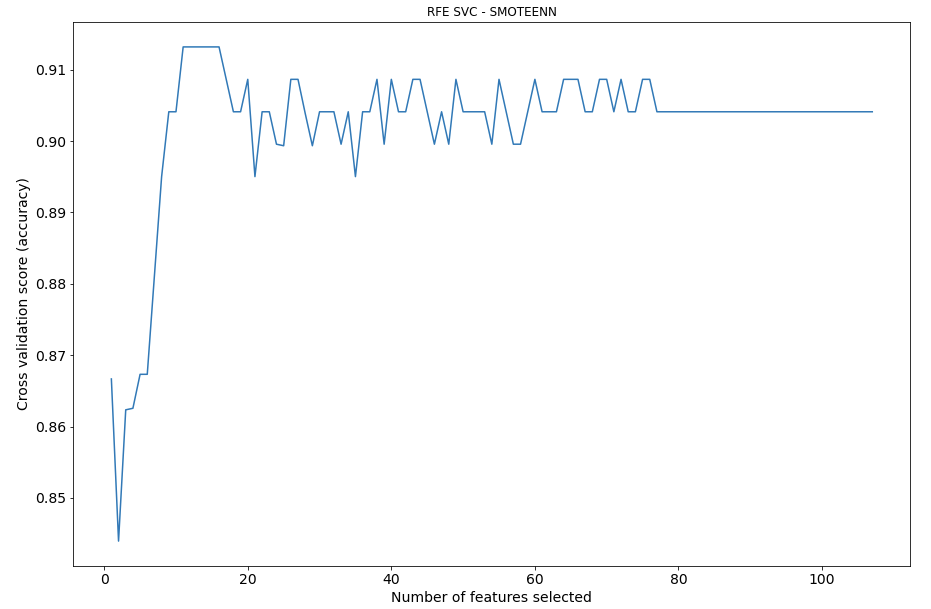 RFE SVC - SMOTEENN
0.91
0.90
0.89
0.88
0.87
0.86
0.85
Cross validation score (accuracy)
0 20 40 60 80 100
Number of features selected